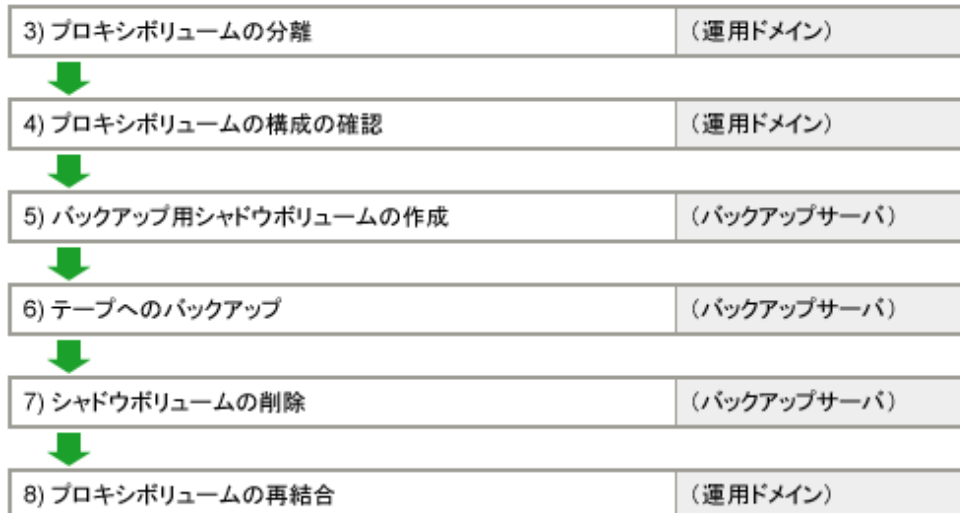 3) プロキシボリュームの分離 （運用ドメイン）
4) プロキシボリュームの構成の確認 （運用ドメイン）
5) バックアップ用シャドウボリュームの作成 （バックアップサーバ）
6) テープへのバックアップ （バックアップサーバ）
7) シャドウボリュームの削除 （バックアップサーバ）
8) プロキシボリュームの再結合 （運用ドメイン）